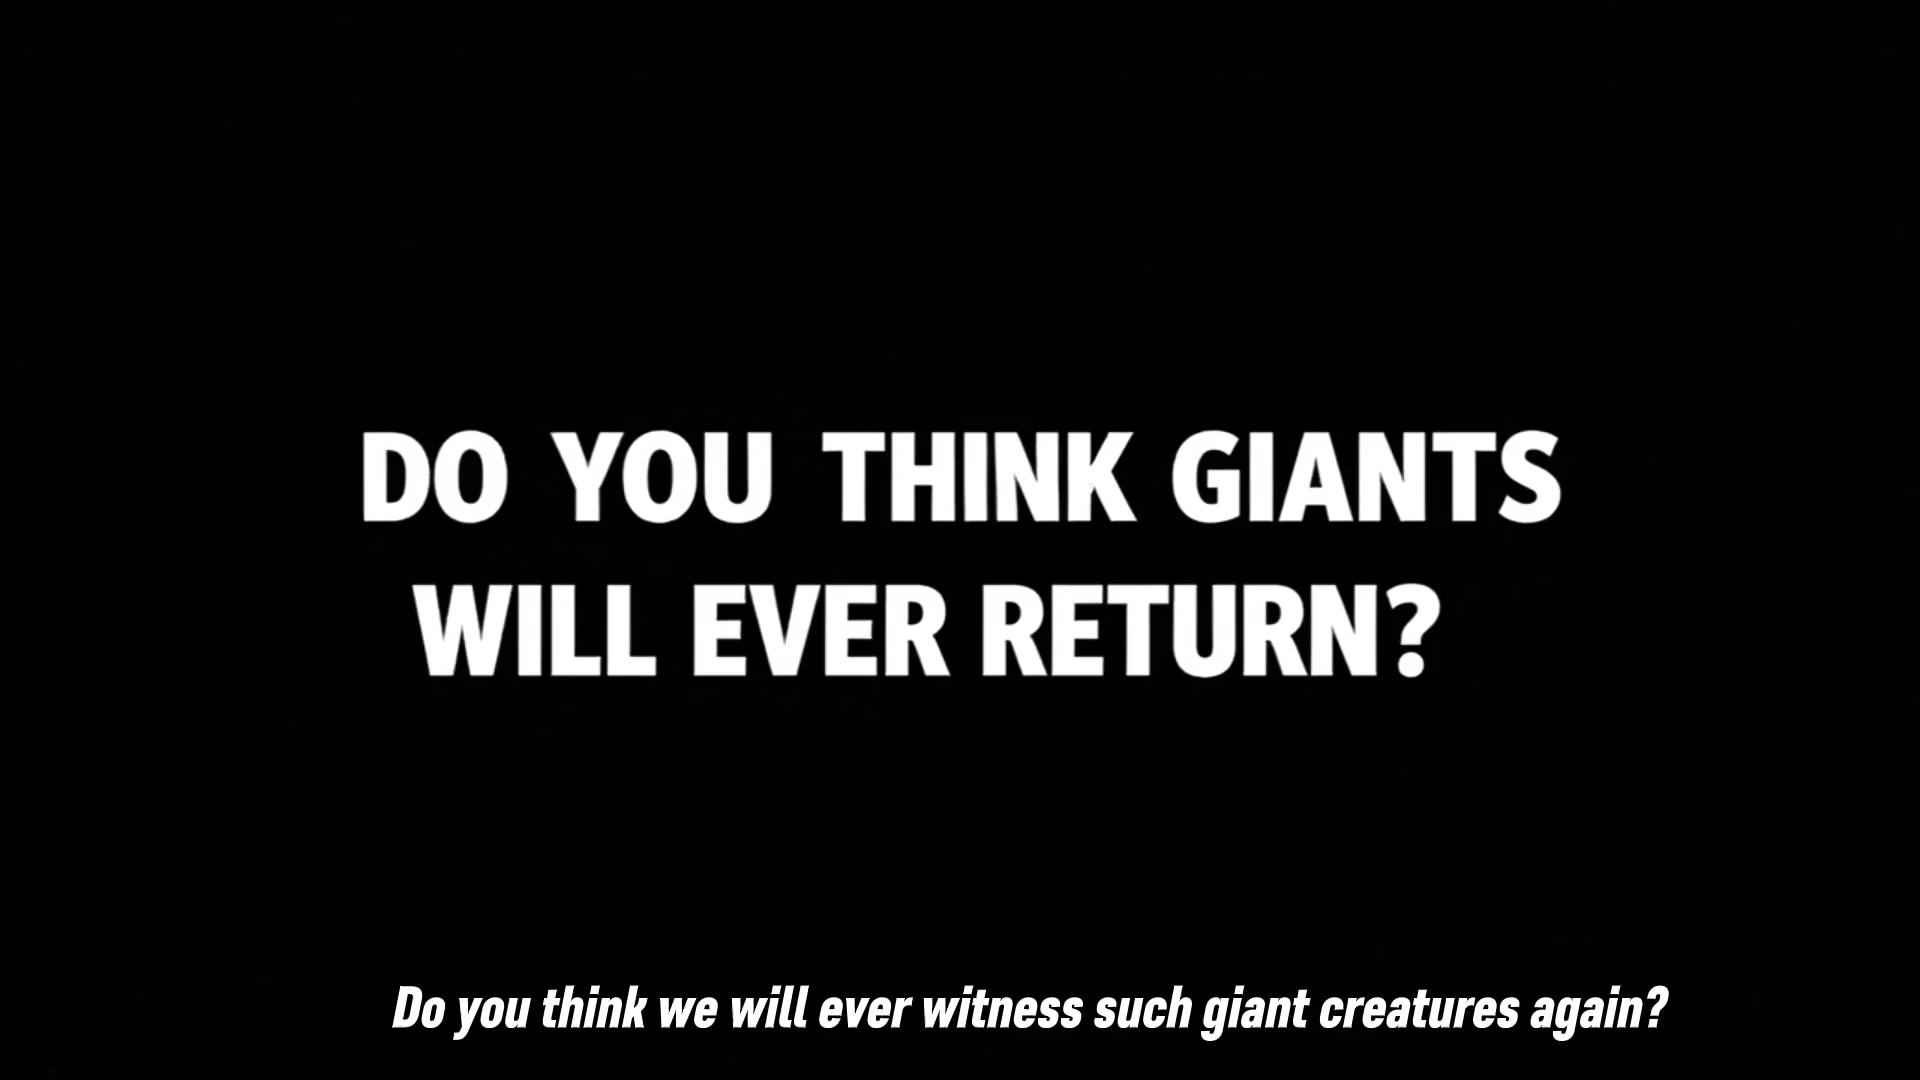 DO YOU THINK GIANTS
WILL EVER RETURN?
Do you think we will ever witness such giant creatures again?